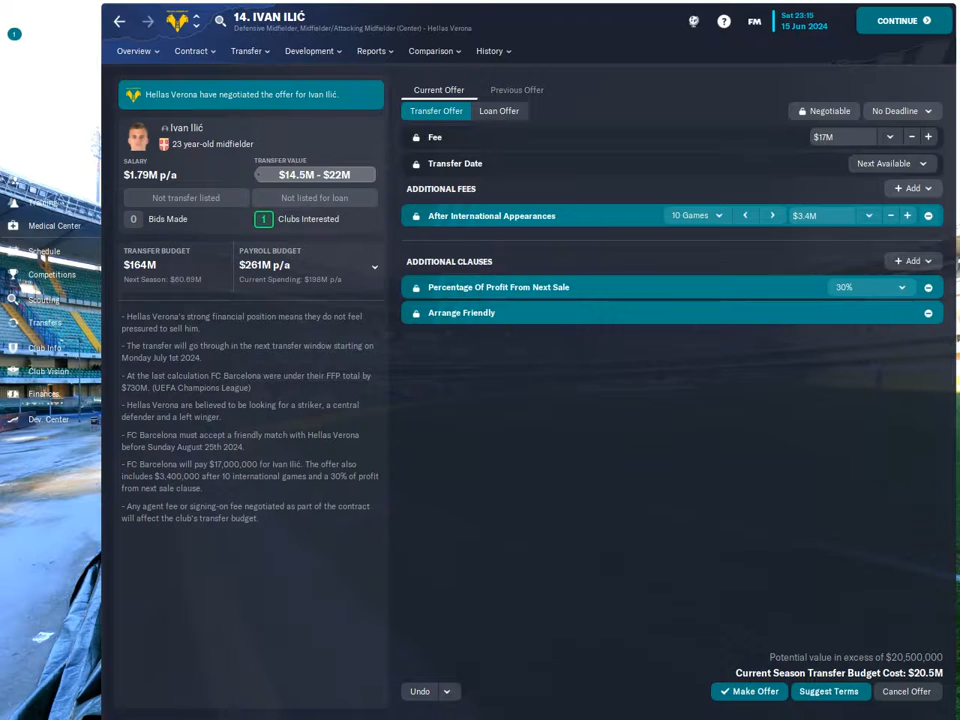 1
14. IVAN ILIĆ
Defensive Midfielder, Midfielder/Attacking Midfielder (Center) - Hellas Verona
?
FM
Sat 23:15
15 Jun 2024
CONTINUE
Overview
Contract
Transfer
Development
Reports
Comparison
History
Training
Medical Center
Schedule
Competitions
Scouting
Transfers
Club Info
Club Vision
Finances
Dev. Center
Hellas Verona have negotiated the offer for Ivan Ilić.
Ivan Ilić
23 year-old midfielder
SALARY
$1.79M p/a
TRANSFER VALUE
$14.5M - $22M
Not transfer listed
Not listed for loan
0 Bids Made
1 Clubs Interested
TRANSFER BUDGET
$164M
Next Season: $60.69M
PAYROLL BUDGET
$261M p/a
Current Spending: $198M p/a
- Hellas Verona's strong financial position means they do not feel
pressured to sell him.
- The transfer will go through in the next transfer window starting on
Monday July 1st 2024.
- At the last calculation FC Barcelona were under their FFP total by
$730M. (UEFA Champions League)
- Hellas Verona are believed to be looking for a striker, a central
defender and a left winger.
- FC Barcelona must accept a friendly match with Hellas Verona
before Sunday August 25th 2024.
- FC Barcelona will pay $17,000,000 for Ivan Ilić. The offer also
includes $3,400,000 after 10 international games and a 30% of profit
from next sale clause.
- Any agent fee or signing-on fee negotiated as part of the contract
will affect the club's transfer budget.
Current Offer
Previous Offer
Transfer Offer
Loan Offer
Negotiable
No Deadline
Fee
$17M
Transfer Date
Next Available
ADDITIONAL FEES
+ Add
After International Appearances
10 Games
$3.4M
ADDITIONAL CLAUSES
+ Add
Percentage Of Profit From Next Sale
30%
Arrange Friendly
Potential value in excess of $20,500,000
Current Season Transfer Budget Cost: $20.5M
Undo
Make Offer
Suggest Terms
Cancel Offer